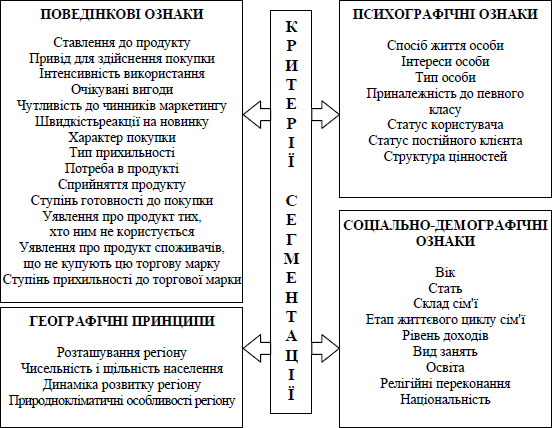 ПОВЕДІНКОВІ ОЗНАКИ
Ставлення до продукту
Привід для здійснення покупки
Інтенсивність використання
Очікувані вигоди
Чутливість до чинників маркетингу
Швидкістьреакції на новинку
Характер покупки
Тип прихильності
Потреба в продукті
Сприйняття продукту
Ступінь готовності до покупки
Уявлення про продукт тих,
хто ним не користується
Уявлення про продукт споживачів,
що не купують цю торгову марку
Ступінь прихильності до торгової марки
ГЕОГРАФІЧНІ ПРИНЦИПИ
Розташування регіону
Чисельність і щільність населення
Динаміка розвитку регіону
Природнокліматичні особливості регіону
КРИТЕРІЇ СЕГМЕНТАЦІЇ
ПСИХОГРАФІЧНІ ОЗНАКИ
Спосіб життя особи
Інтереси особи
Тип особи
Приналежність до певного
класу
Статус користувача
Статус постійного клієнта
Структура цінностей
СОЦІАЛЬНО-ДЕМОГРАФІЧНІ
ОЗНАКИ
Вік
Стать
Склад сім'ї
Етап життєвого циклу сім'ї
Рівень доходів
Вид занять
Освіта
Релігійні переконання
Національність